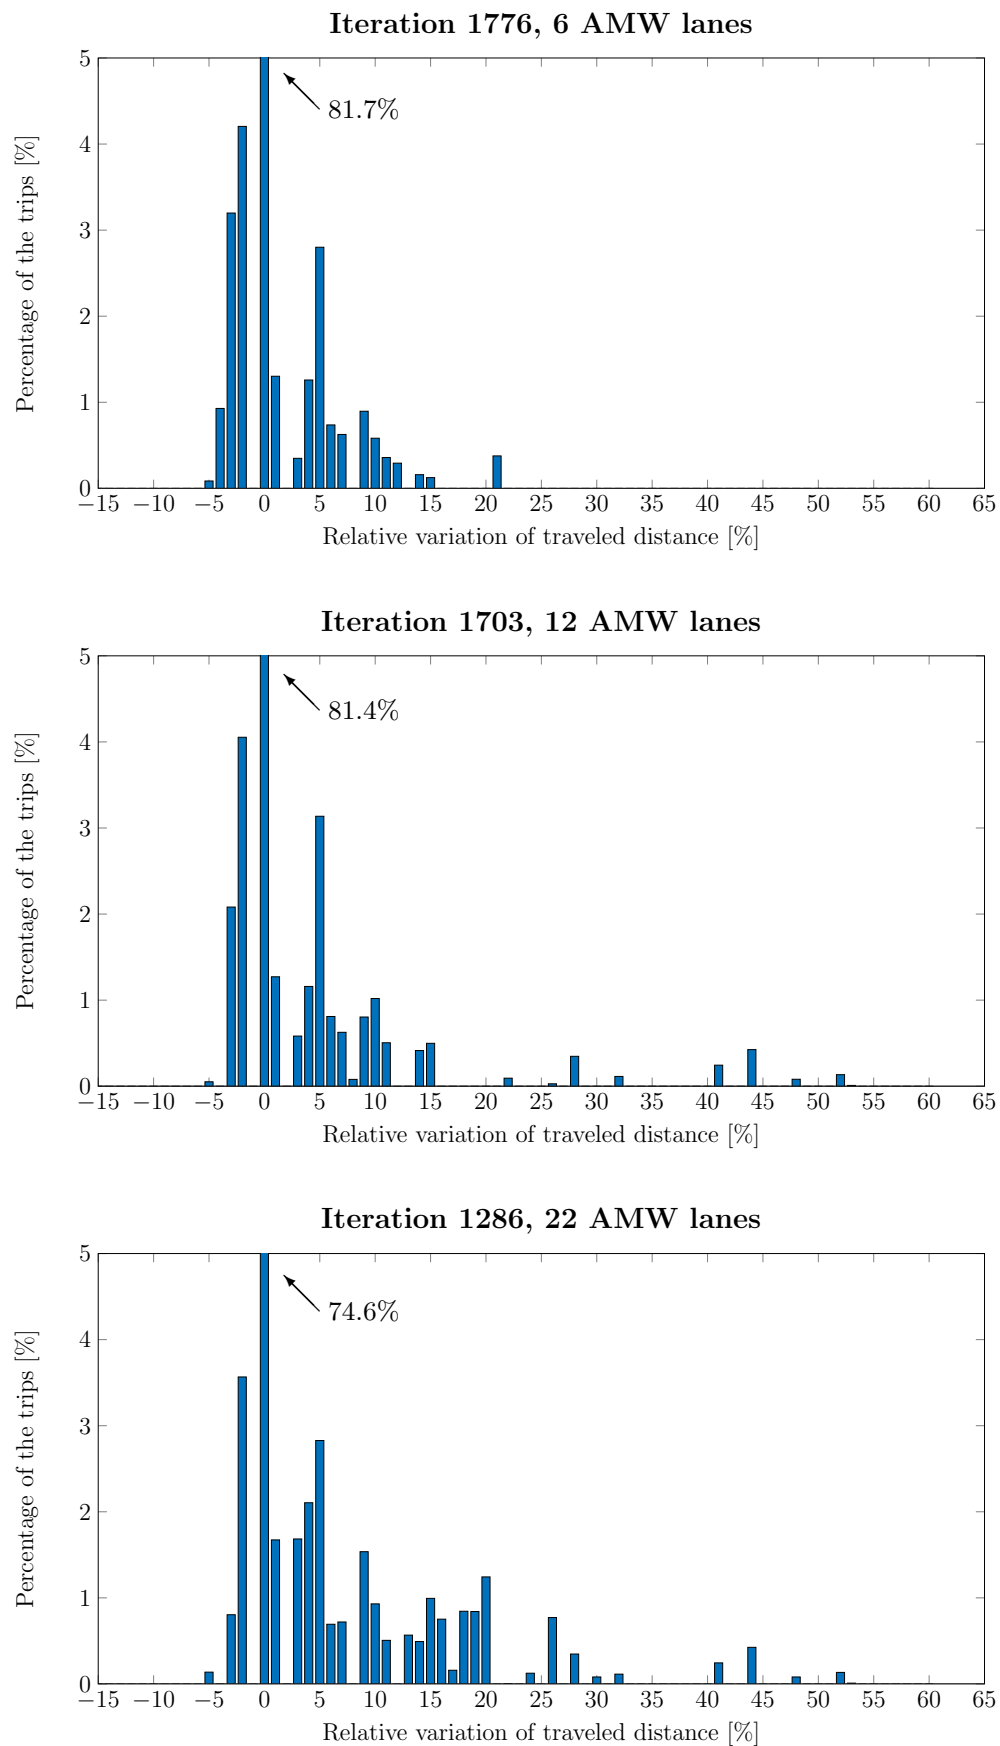 Iteration 1776, 6 AMW lanes
5
4
3
2
1
0
81.7%
Percentage of the trips [%]
−15 −10 −5 0 5 10 15 20 25 30 35 40 45 50 55 60 65
Relative variation of traveled distance [%]
Iteration 1703, 12 AMW lanes
5
4
3
2
1
0
81.4%
Percentage of the trips [%]
−15 −10 −5 0 5 10 15 20 25 30 35 40 45 50 55 60 65
Relative variation of traveled distance [%]
Iteration 1286, 22 AMW lanes
5
4
3
2
1
0
74.6%
Percentage of the trips [%]
−15 −10 −5 0 5 10 15 20 25 30 35 40 45 50 55 60 65
Relative variation of traveled distance [%]